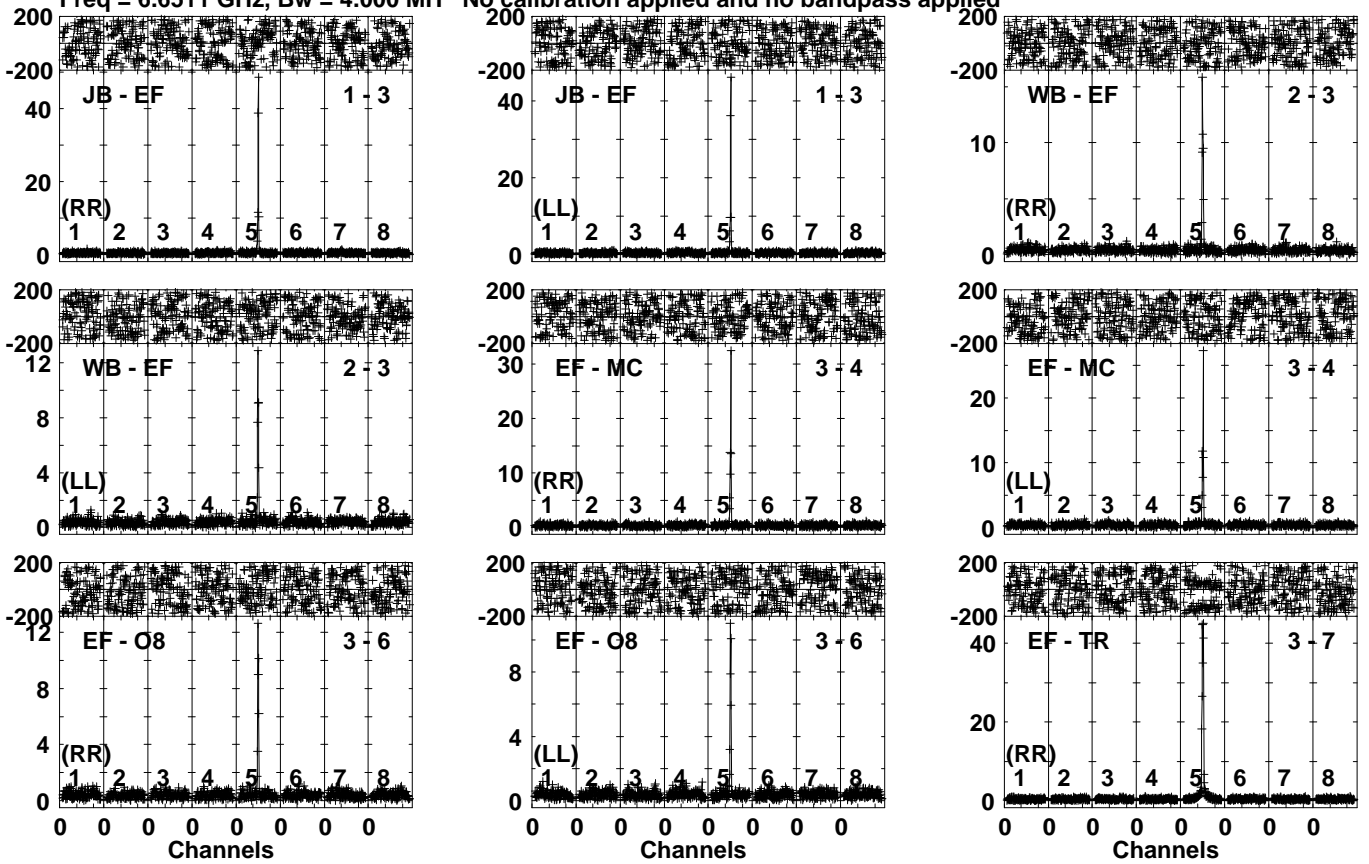 Freq = 6.6511 GHz, Bw = 4.000 MH No calibration applied and no bandpass applied
200 200 200
-200 -200 -200
JB - EF 1 - 3 JB - EF 1 - 3 WB - EF 2 - 3
40 40
10
20 20
(RR) (LL) (RR)
1 2 3 4 5 6 7 8 1 2 3 4 5 6 7 8 1 2 3 4 5 6 7 8
0 0 0
200 200 200
-200 -200 -200
12 WB - EF 2 - 3 30 EF - MC 3 - 4 EF - MC 3 - 4
8 20 20
4 10 10
(LL) (RR) (LL)
1 2 3 4 5 6 7 8 1 2 3 4 5 6 7 8 1 2 3 4 5 6 7 8
0 0 0
200 200 200
-200 -200 -200
12 EF - O8 3 - 6 EF - O8 3 - 6 40 EF - TR 3 - 7
8 8 20
4 4
(RR) (LL) (RR)
1 2 3 4 5 6 7 8 1 2 3 4 5 6 7 8 1 2 3 4 5 6 7 8
0 0 0
0 0 0 0 0 0 0 0 0 0 0 0 0 0 0 0 0 0 0 0 0 0 0 0
Channels Channels Channels